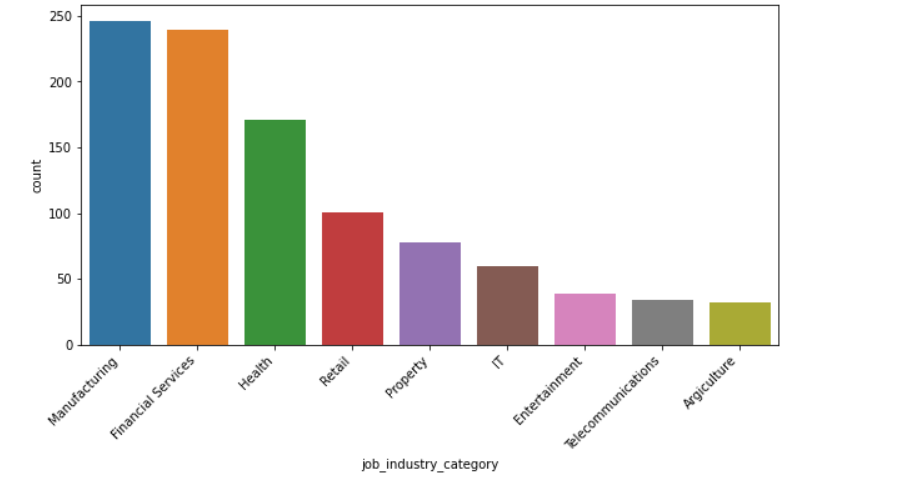 250
200
150
100
50
0
count
Manufacturing
Financial Services
Health
Retail
Property
IT
Entertainment
Telecommunications
Argiculture
job_industry_category